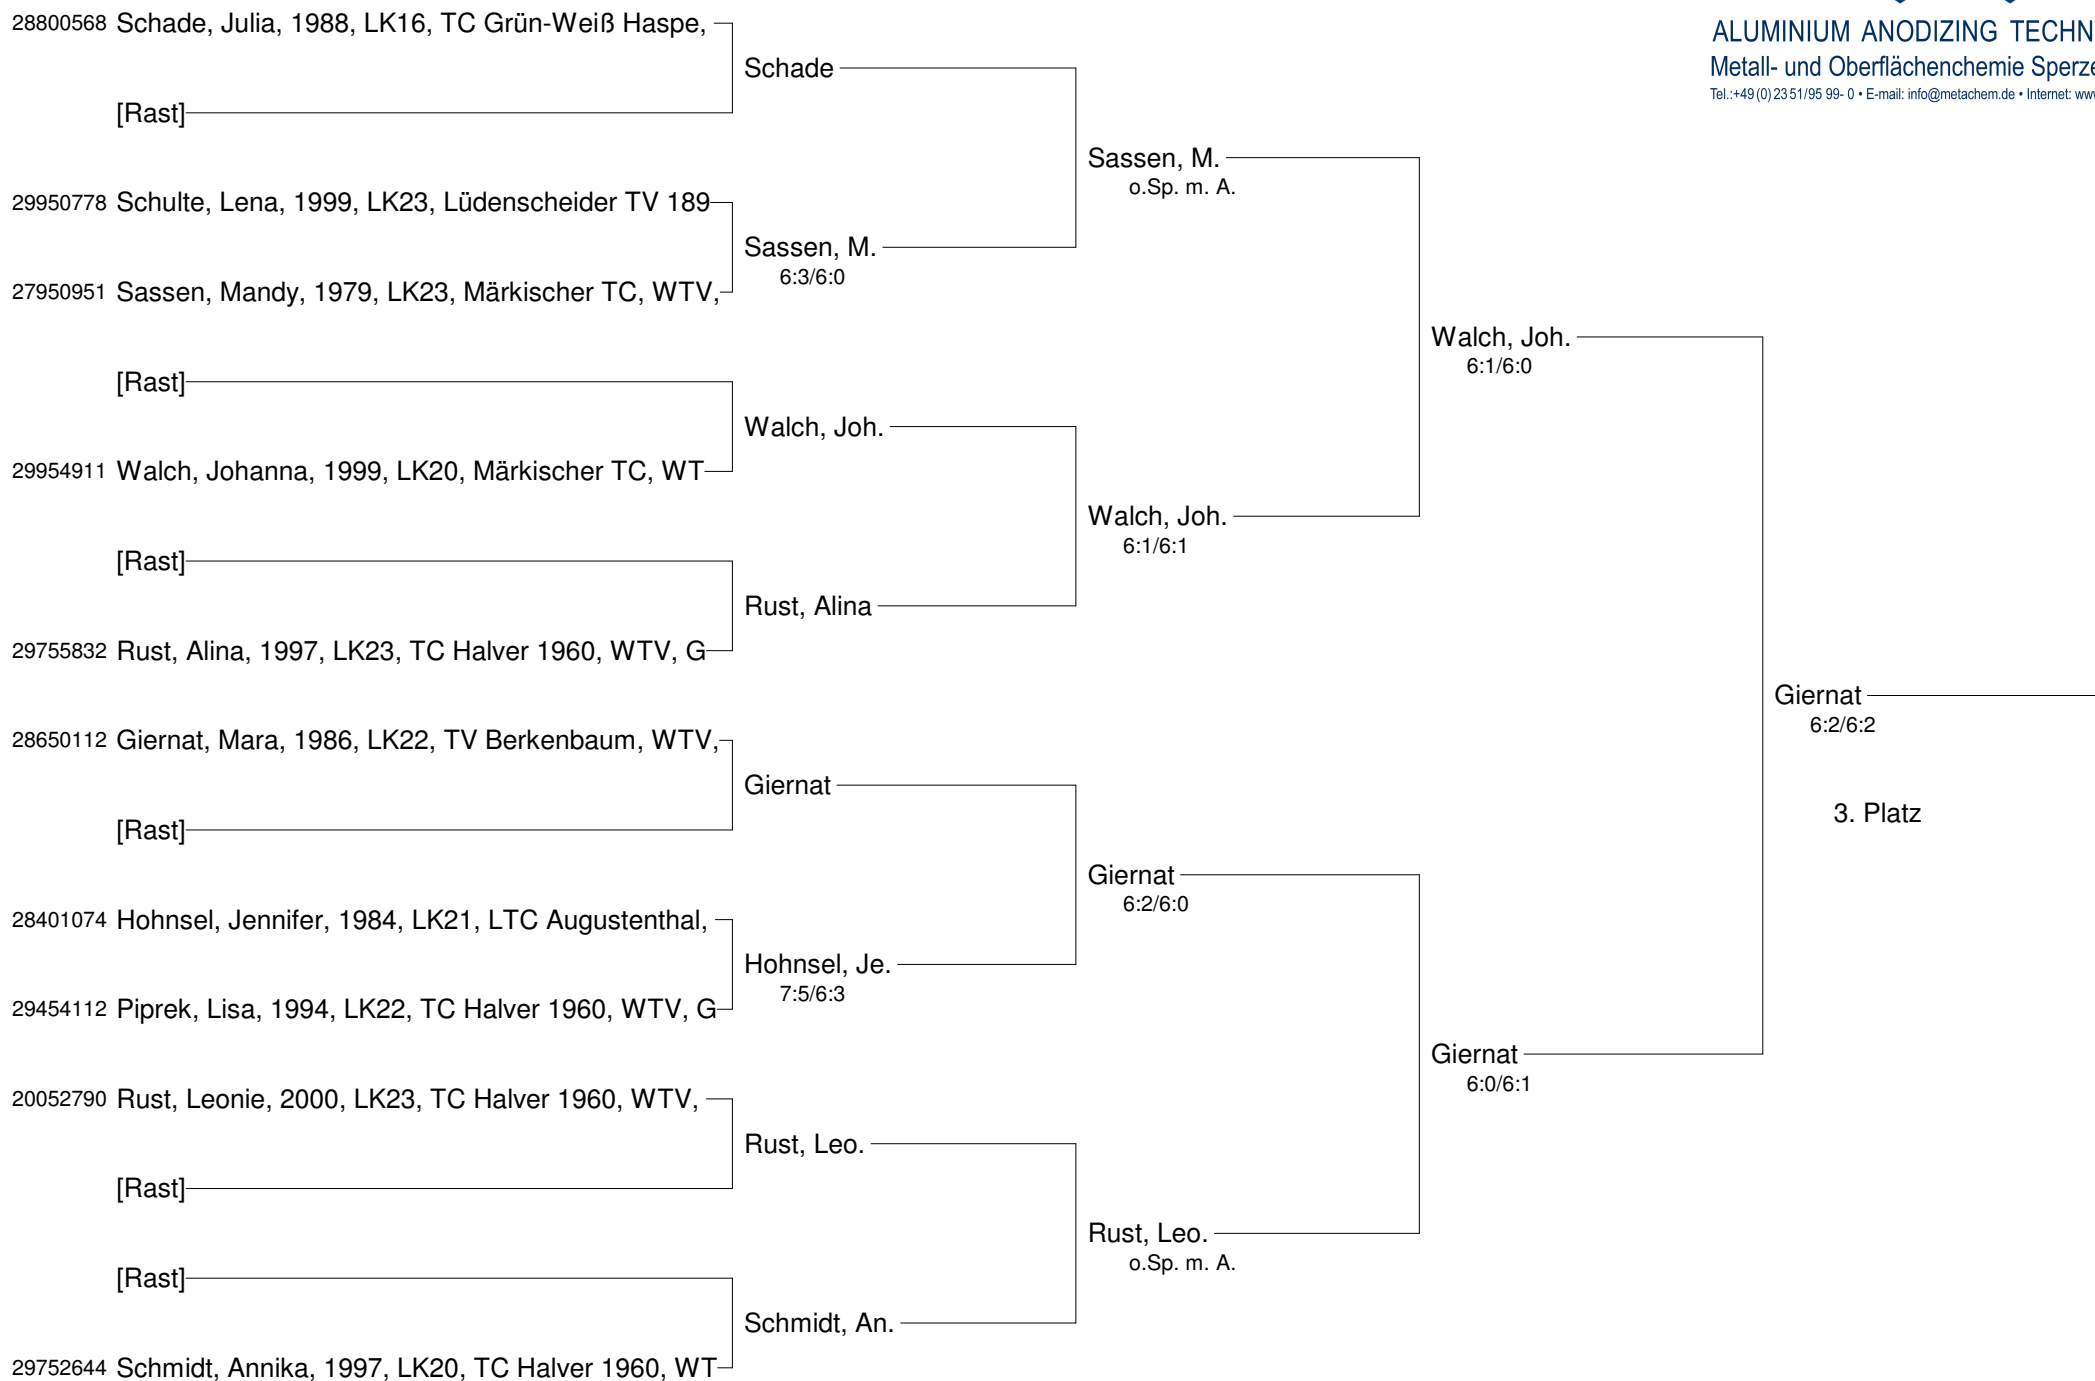 28800568 Schade, Julia, 1988, LK16, TC Grün-Weiß Haspe,
[Rast]
29950778 Schulte, Lena, 1999, LK23, Lüdenscheider TV 189
27950951 Sassen, Mandy, 1979, LK23, Märkischer TC, WTV,
[Rast]
29954911 Walch, Johanna, 1999, LK20, Märkischer TC, WT
[Rast]
29755832 Rust, Alina, 1997, LK23, TC Halver 1960, WTV, G
28650112 Giernat, Mara, 1986, LK22, TV Berkenbaum, WTV,
[Rast]
28401074 Hohnsel, Jennifer, 1984, LK21, LTC Augustenthal,
29454112 Piprek, Lisa, 1994, LK22, TC Halver 1960, WTV, G
20052790 Rust, Leonie, 2000, LK23, TC Halver 1960, WTV,
[Rast]
[Rast]
29752644 Schmidt, Annika, 1997, LK20, TC Halver 1960, WT
Schade
Sassen, M.
6:3/6:0
Walch, Joh.
Rust, Alina
Giernat
Hohnsel, Je.
7:5/6:3
Rust, Leo.
Schmidt, An.
Sassen, M.
o.Sp. m. A.
Walch, Joh.
6:1/6:1
Giernat
6:2/6:0
Rust, Leo.
o.Sp. m. A.
Walch, Joh.
6:1/6:0
Giernat
6:0/6:1
Giernat
6:2/6:2
3. Platz
ALUMINIUM ANODIZING TECHN
Metall- und Oberflächenchemie Sperze
Tel.:+49 (0) 23 51/95 99- 0 • E-mail: info@metachem.de • Internet: www